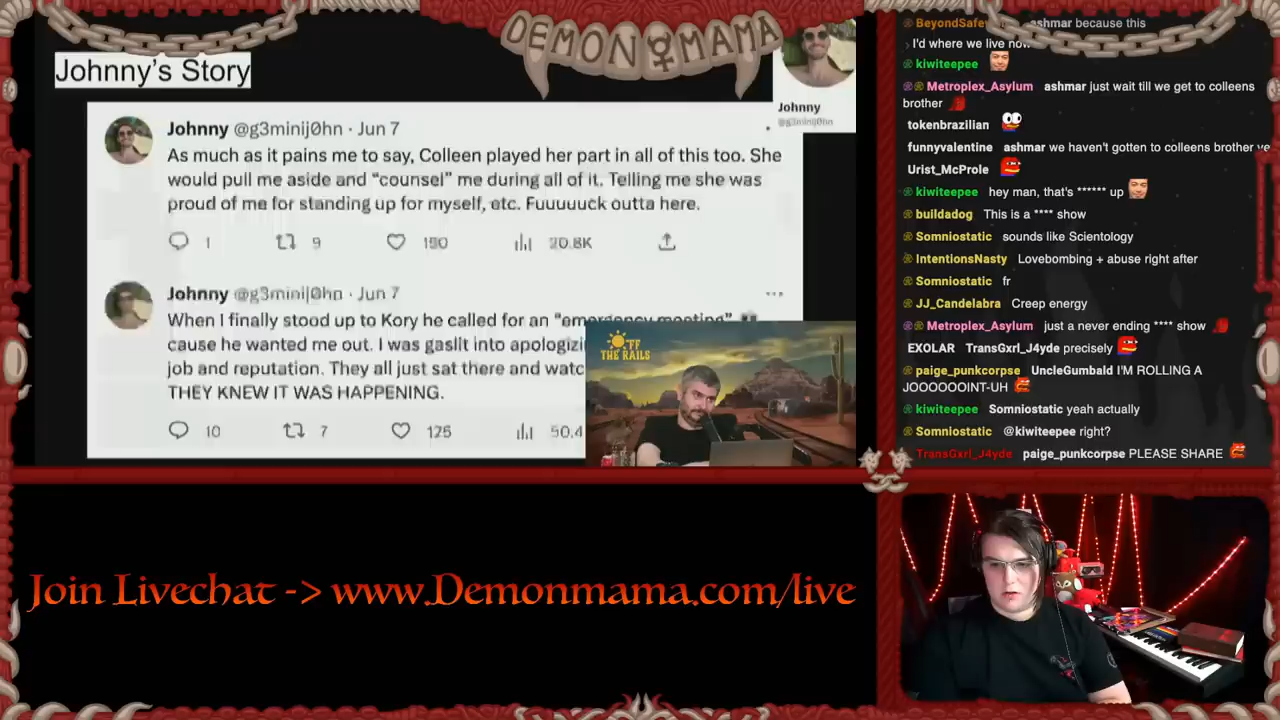 DEMON MAMA
Johnny's Story
Johnny
@g3minij0hn
Johnny @g3minij0hn · Jun 7
As much as it pains me to say, Colleen played her part in all of this too. She
would pull me aside and “counsel” me during all of it. Telling me she was
proud of me for standing up for myself, etc. Fuuuuuck outta here.
1 9 150 20.8K
Johnny @g3minij0hn · Jun 7
When I finally stood up to Kory he called for an “emergency meeting”
cause he wanted me out. I was gaslit into
job and reputation. They all just sat there and
THEY KNEW IT WAS HAPPENING.
10 7 125 50.4
OFF
THE RAILS
ashmar because this
I'd where we live now
kiwiteepee
Metroplex_Asylum ashmar just wait till we get to colleens
brother
tokenbrazilian
funnyvalentine ashmar we haven't gotten to colleens brother
Urist_McProle
kiwiteepee hey man, that's ****** up
buildadog This is a **** show
Somniostatic sounds like Scientology
IntentionsNasty Lovebombing + abuse right after
Somniostatic fr
JJ_Candelabra Creep energy
Metroplex_Asylum just a never ending **** show
EXOLAR TransGxrl_J4yde precisely
paige_punkcorpse UncleGumbald I'M ROLLING A
JOOOOOOINT-UH
kiwiteepee Somniostatic yeah actually
Somniostatic @kiwiteepee right?
TransGxrl_J4yde paige_punkcorpse PLEASE SHARE
Join Livechat -> www.Demonmama.com/live